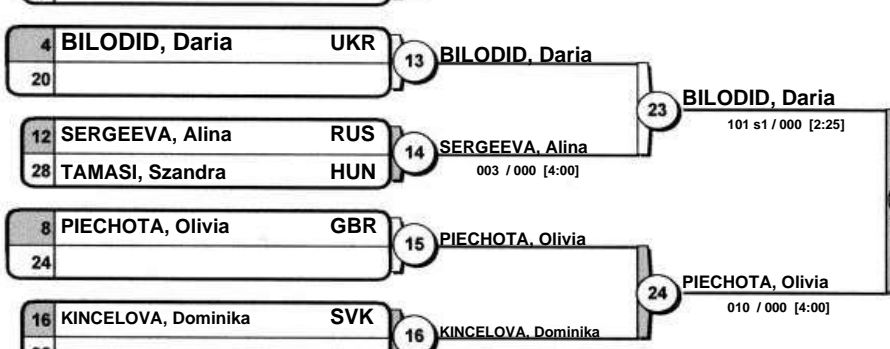 4 BILODID, Daria UKR
20
13 BILODID, Daria
23 BILODID, Daria
101 s1 / 000 [2:25]
12 SERGEEVA, Alina RUS
28 TAMASI, Szandra HUN
14 SERGEEVA, Alina
003 / 000 [4:00]
8 PIECHOTA, Olivia GBR
24
15 PIECHOTA, Olivia
24 PIECHOTA, Olivia
010 / 000 [4:00]
16 KINCELOVA, Dominika SVK
16 KINCELOVA, Dominika